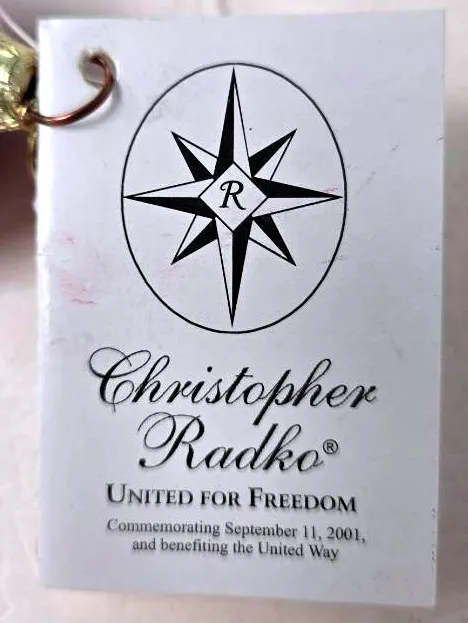 R
Christopher
Radko®
UNITED FOR FREEDOM
Commemorating September 11, 2001,
and benefiting the United Way